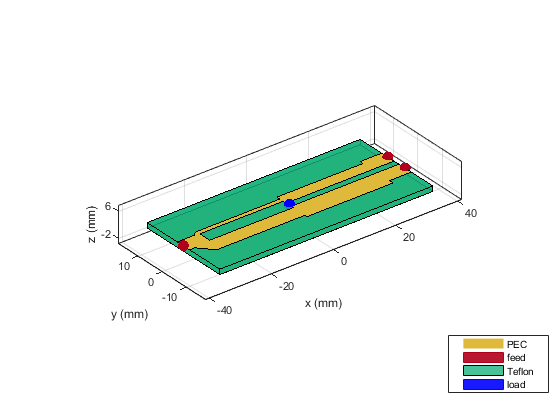 6
-2
z (mm)
10
0
-10
y (mm)
-40
-20
0
20
40
x (mm)
PEC
feed
Teflon
load